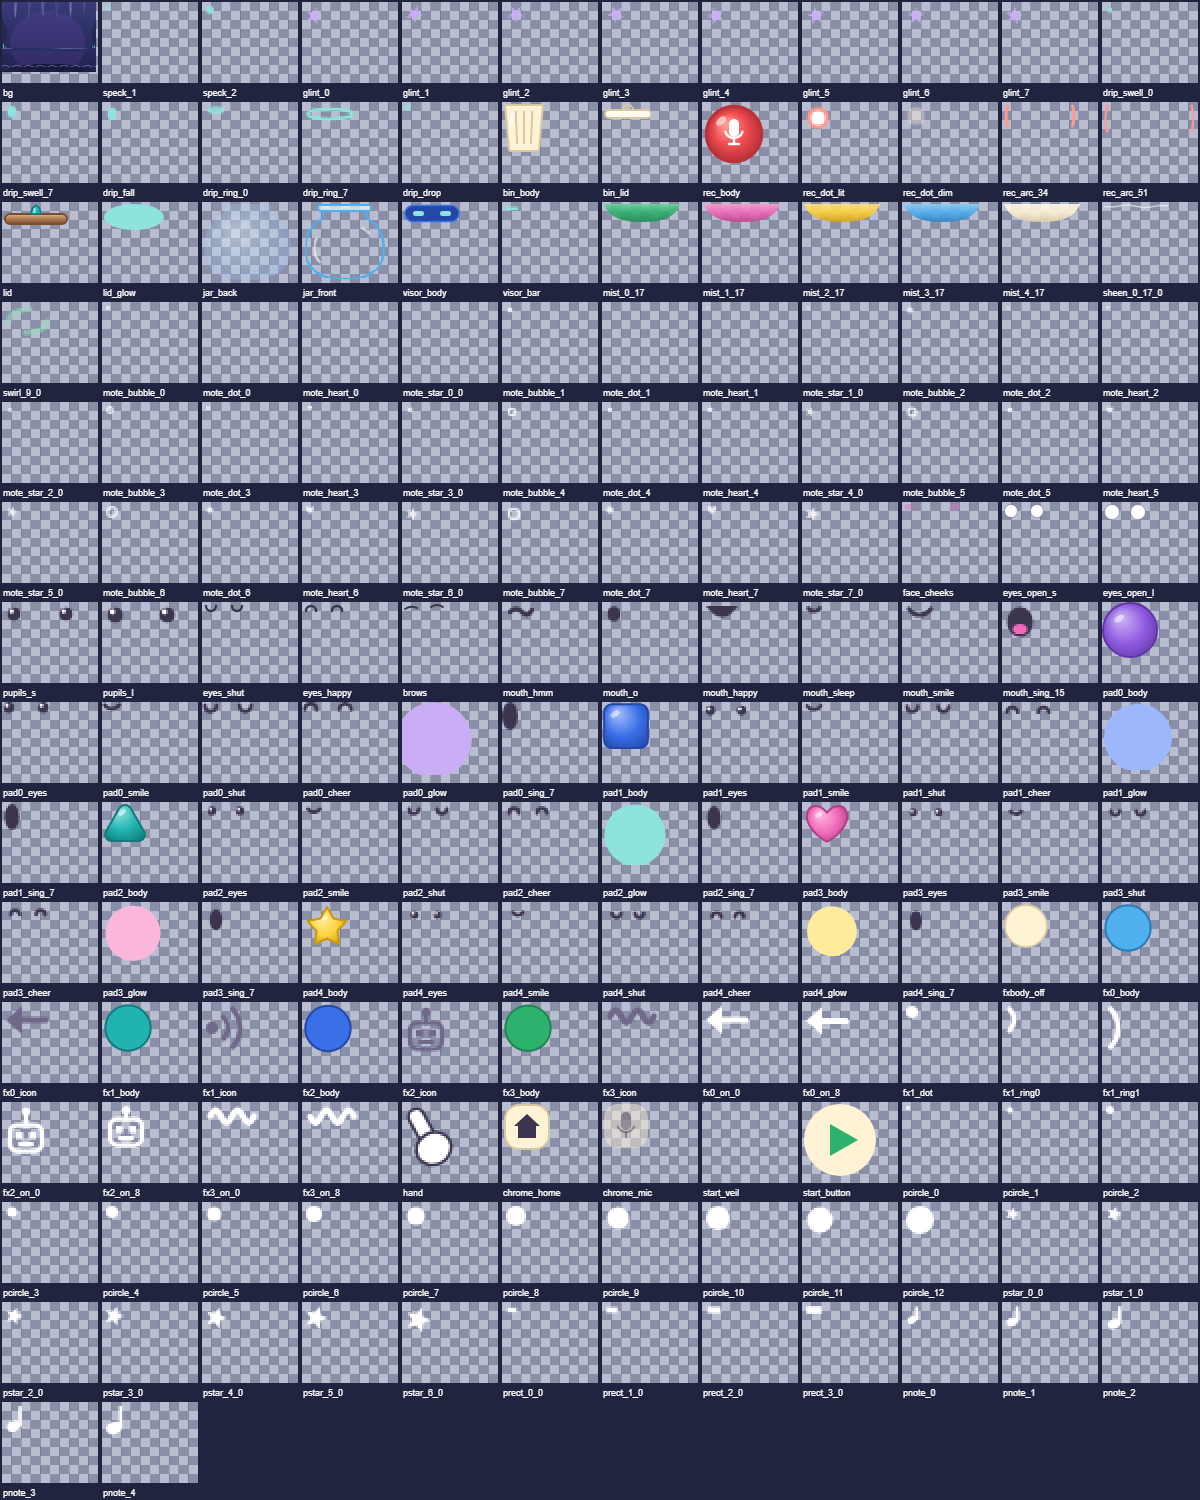 bg speck_1 speck_2 glint_0 glint_1 glint_2 glint_3 glint_4 glint_5 glint_6 glint_7 drip_swell_0
drip_swell_7 drip_fall drip_ring_0 drip_ring_7 drip_drop bin_body bin_lid rec_body rec_dot_lit rec_dot_dim rec_arc_34 rec_arc_51
lid lid_glow jar_back jar_front visor_body visor_bar mist_0_17 mist_1_17 mist_2_17 mist_3_17 mist_4_17 sheen_0_17_0
swirl_9_0 mote_bubble_0 mote_dot_0 mote_heart_0 mote_star_0_0 mote_bubble_1 mote_dot_1 mote_heart_1 mote_star_1_0 mote_bubble_2 mote_dot_2 mote_heart_2
mote_star_2_0 mote_bubble_3 mote_dot_3 mote_heart_3 mote_star_3_0 mote_bubble_4 mote_dot_4 mote_heart_4 mote_star_4_0 mote_bubble_5 mote_dot_5 mote_heart_5
mote_star_5_0 mote_bubble_6 mote_dot_6 mote_heart_6 mote_star_6_0 mote_bubble_7 mote_dot_7 mote_heart_7 mote_star_7_0 face_cheeks eyes_open_s eyes_open_l
pupils_s pupils_l eyes_shut eyes_happy brows mouth_hmm mouth_o mouth_happy mouth_sleep mouth_smile mouth_sing_15 pad0_body
pad0_eyes pad0_smile pad0_shut pad0_cheer pad0_glow pad0_sing_7 pad1_body pad1_eyes pad1_smile pad1_shut pad1_cheer pad1_glow
pad1_sing_7 pad2_body pad2_eyes pad2_smile pad2_shut pad2_cheer pad2_glow pad2_sing_7 pad3_body pad3_eyes pad3_smile pad3_shut
pad3_cheer pad3_glow pad3_sing_7 pad4_body pad4_eyes pad4_smile pad4_shut pad4_cheer pad4_glow pad4_sing_7 fxbody_off fx0_body
fx0_icon fx1_body fx1_icon fx2_body fx2_icon fx3_body fx3_icon fx0_on_0 fx0_on_8 fx1_dot fx1_ring0 fx1_ring1
fx2_on_0 fx2_on_8 fx3_on_0 fx3_on_8 hand chrome_home chrome_mic start_veil start_button pcircle_0 pcircle_1 pcircle_2
pcircle_3 pcircle_4 pcircle_5 pcircle_6 pcircle_7 pcircle_8 pcircle_9 pcircle_10 pcircle_11 pcircle_12 pstar_0_0 pstar_1_0
pstar_2_0 pstar_3_0 pstar_4_0 pstar_5_0 pstar_6_0 prect_0_0 prect_1_0 prect_2_0 prect_3_0 pnote_0 pnote_1 pnote_2
pnote_3 pnote_4